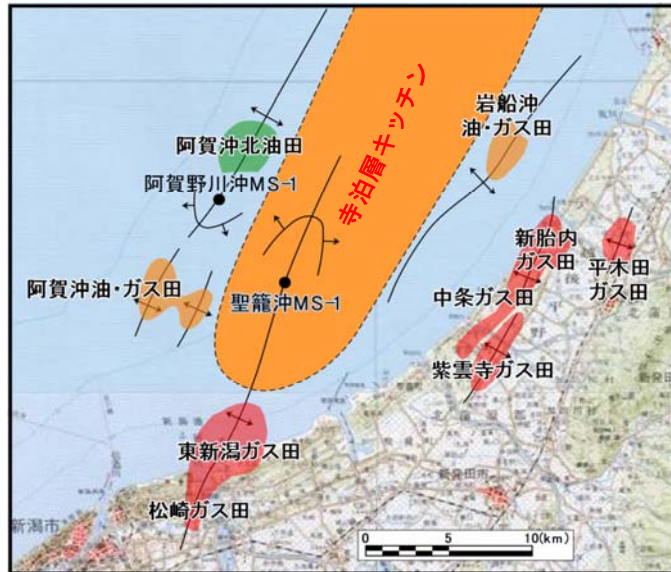 寺泊層キッチン
岩船沖
油・ガス田
阿賀沖北油田
阿賀野川沖MS-1
新胎内
ガス田
平木田
ガス田
阿賀沖油・ガス田
聖籠沖MS-1
中条ガス田
紫雲寺ガス田
東新潟ガス田
松崎ガス田
新発田市
新潟市
0 5 10(km)